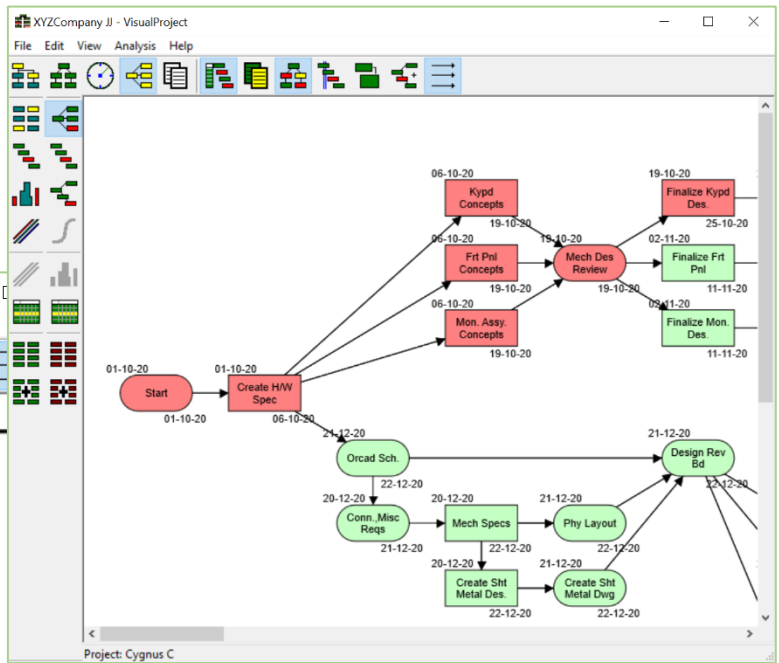 XYZCompany JJ - VisualProject
File Edit View Analysis Help
06-10-20
Kypd
Concepts
19-10-20
19-10-20
Finalize Kypd
Des.
25-10-20
06-10-20
Frt Pnl
Concepts
19-10-20
19-10-20
Mech Des
Review
19-10-20
02-11-20
Finalize Frt
Pnl
11-11-20
06-10-20
Mon. Assy.
Concepts
19-10-20
02-11-20
Finalize Mon.
Des.
11-11-20
01-10-20
Start
01-10-20
01-10-20
Create H/W
Spec
06-10-20
21-12-20
Orcad Sch.
22-12-20
21-12-20
Design Rev
Bd
22-12-20
20-12-20
Conn.,Misc
Reqs
21-12-20
20-12-20
Mech Specs
22-12-20
21-12-20
Phy Layout
22-12-20
20-12-20
Create Sht
Metal Des.
22-12-20
21-12-20
Create Sht
Metal Dwg
22-12-20
Project: Cygnus C